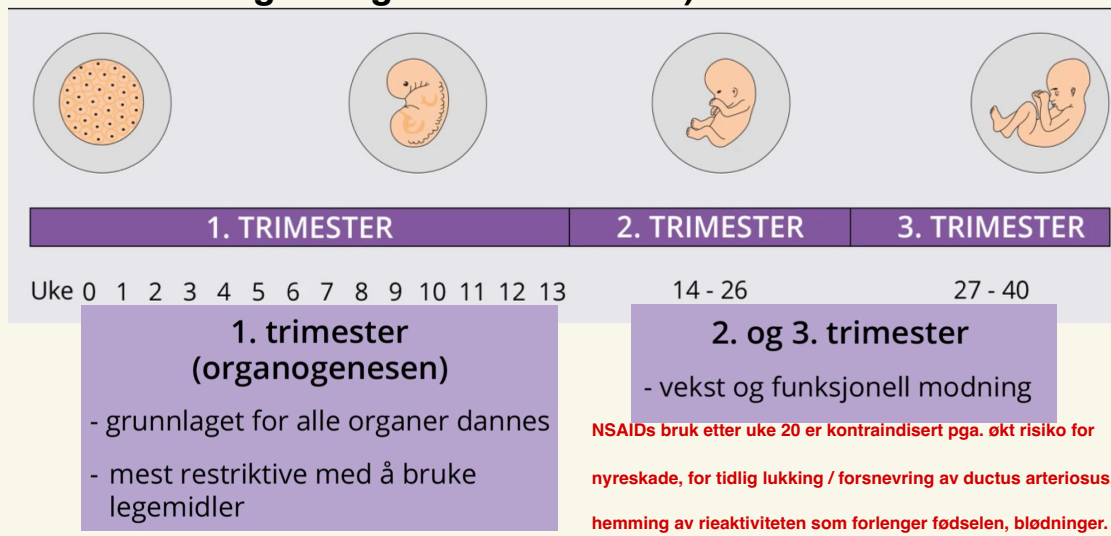 1. TRIMESTER
2. TRIMESTER
3. TRIMESTER
Uke 0 1 2 3 4 5 6 7 8 9 10 11 12 13
14 - 26
27 - 40
1. trimester
(organogenesen)
- grunnlaget for alle organer dannes
- mest restriktive med å bruke
legemidler
2. og 3. trimester
- vekst og funksjonell modning
NSAIDs bruk etter uke 20 er kontraindisert pga. økt risiko for
nyreskade, for tidlig lukking / forsnevring av ductus arteriosus
hemming av rieaktiviteten som forlenger fødselen, blødninger.